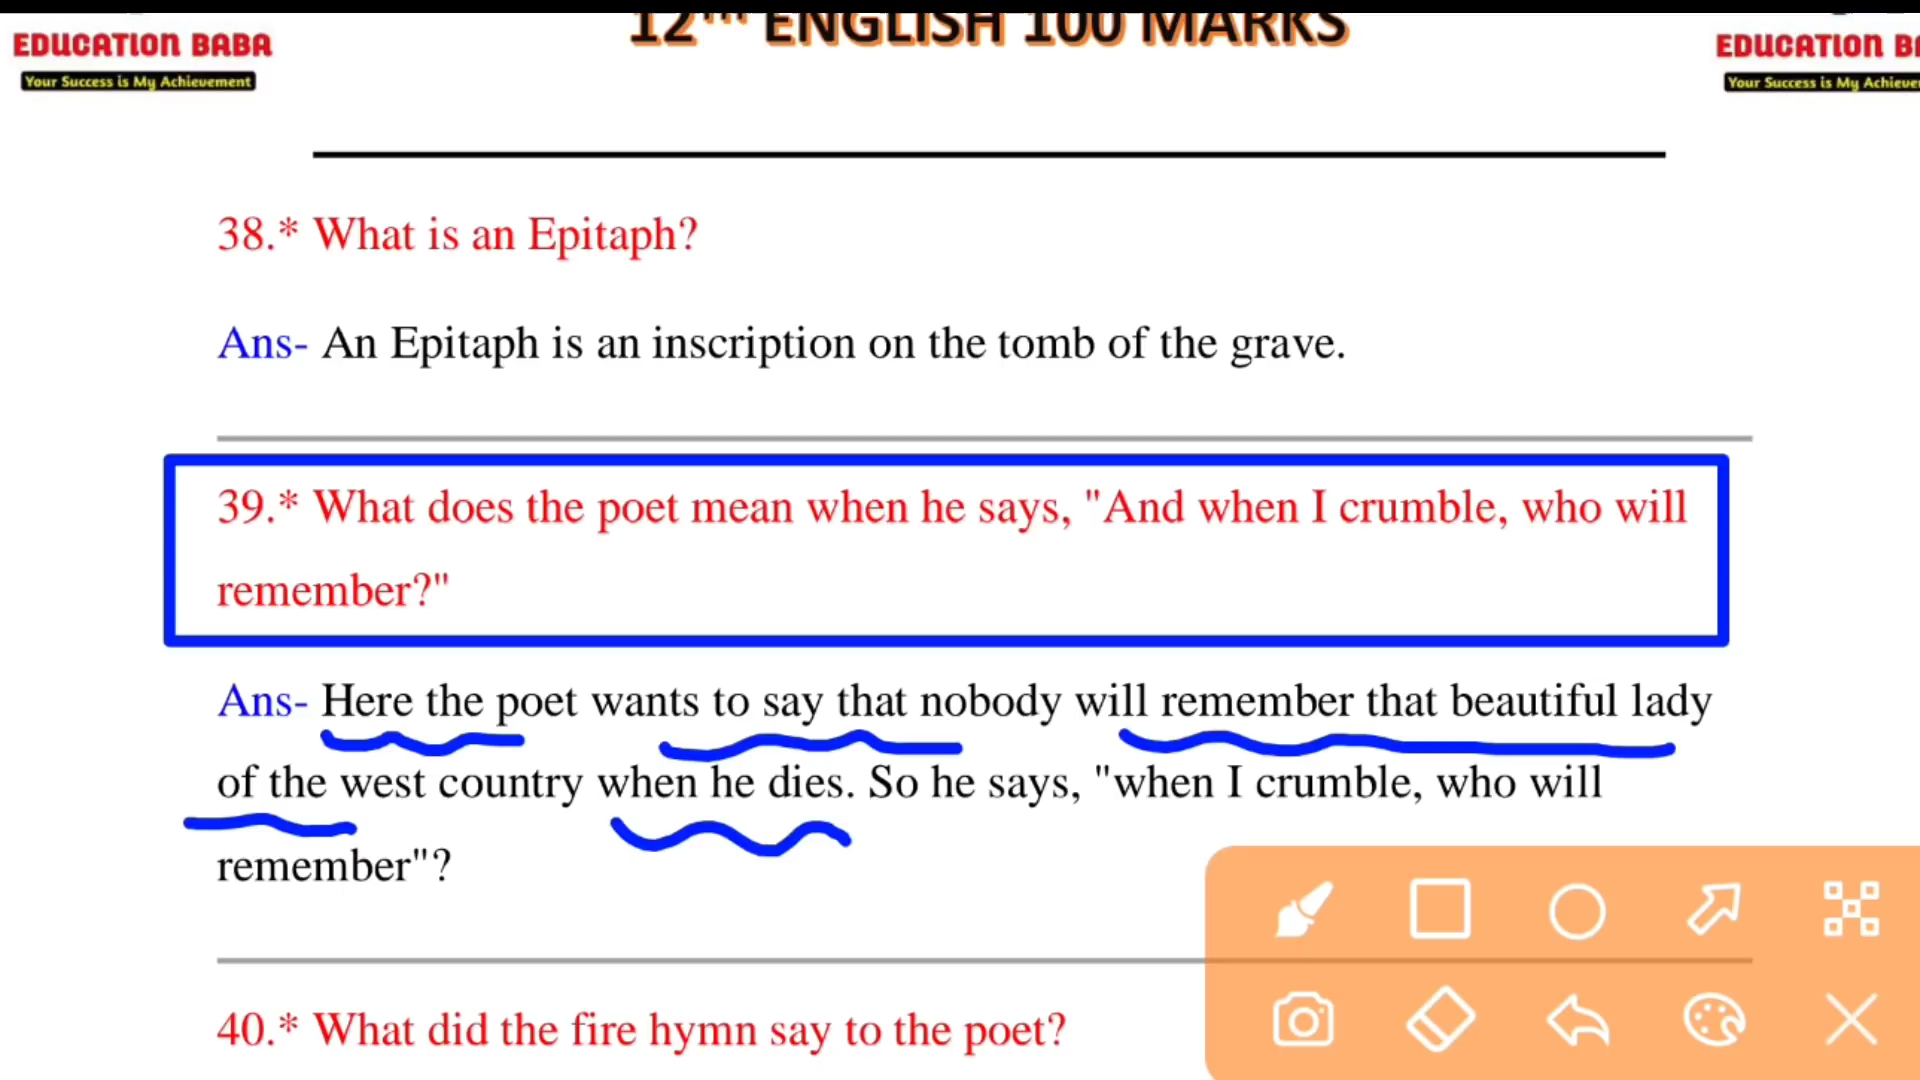 12TH ENGLISH 100 MARKS
EDUCATION BABA
Your Success is My Achievement
EDUCATION
Your Success is My
38.* What is an Epitaph?
Ans- An Epitaph is an inscription on the tomb of the grave.
39.* What does the poet mean when he says, "And when I crumble, who will
remember?"
Ans- Here the poet wants to say that nobody will remember that beautiful lady
of the west country when he dies. So he says, "when I crumble, who will
remember"?
40.* What did the fire hymn say to the poet?